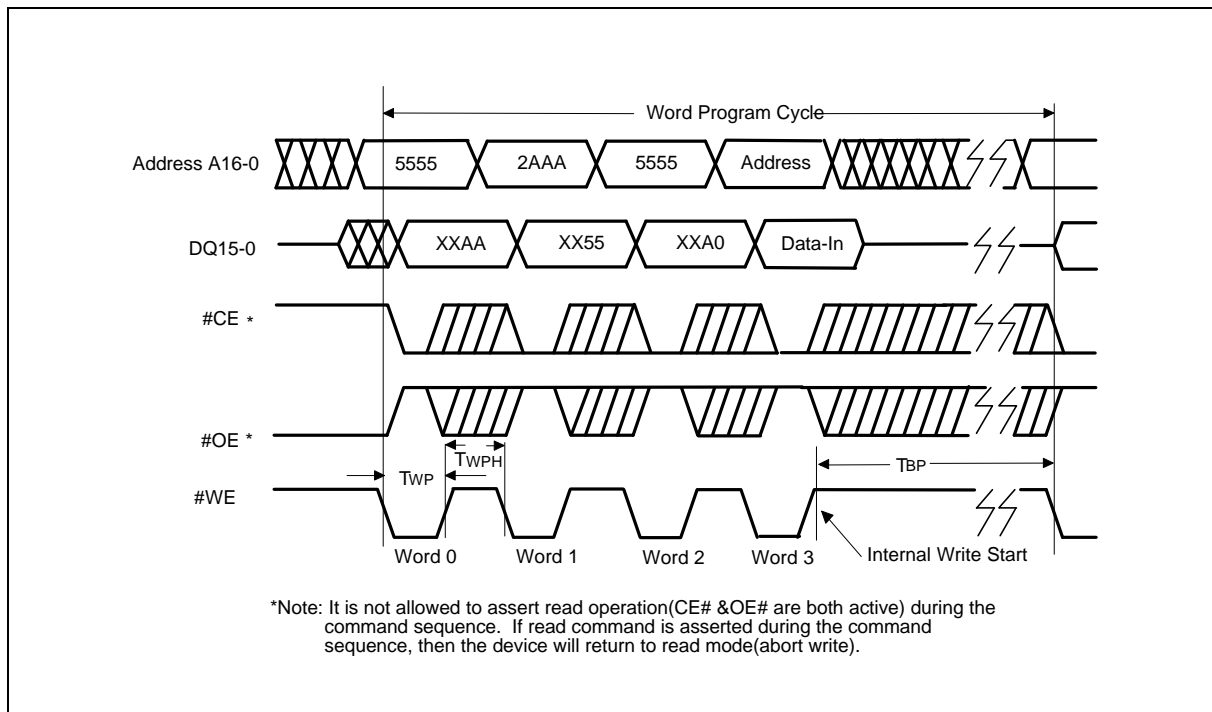 Word Program Cycle
Address A16-0
5555
2AAA
5555
Address
DQ15-0
XXAA
XX55
XXA0
Data-In
#CE *
#OE *
TWP
TWPH
TBP
#WE
Word 0
Word 1
Word 2
Word 3
Internal Write Start
*Note: It is not allowed to assert read operation(CE# &OE# are both active) during the
command sequence. If read command is asserted during the command
sequence, then the device will return to read mode(abort write).